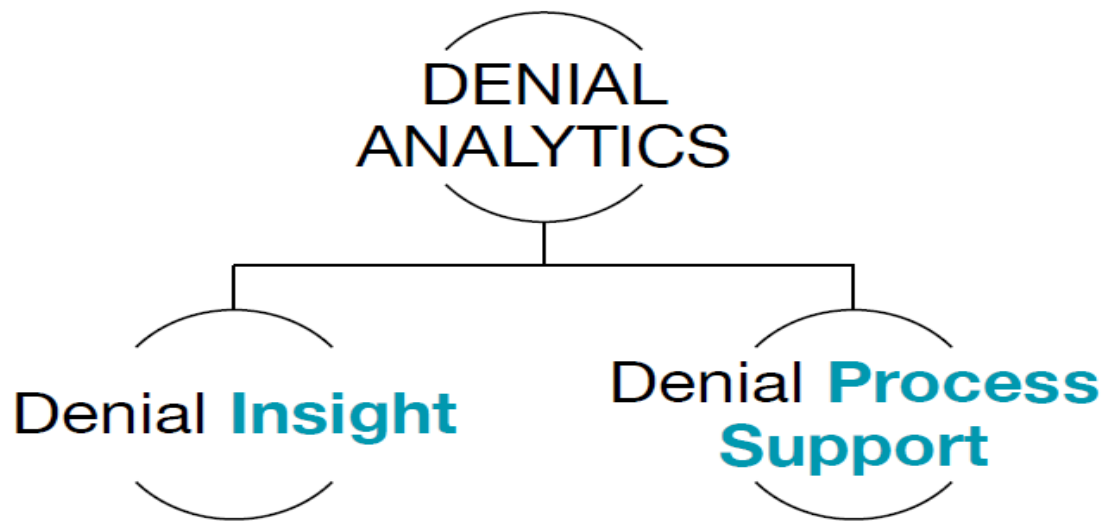 DENIAL
ANALYTICS
Denial Insight
Denial Process
Support